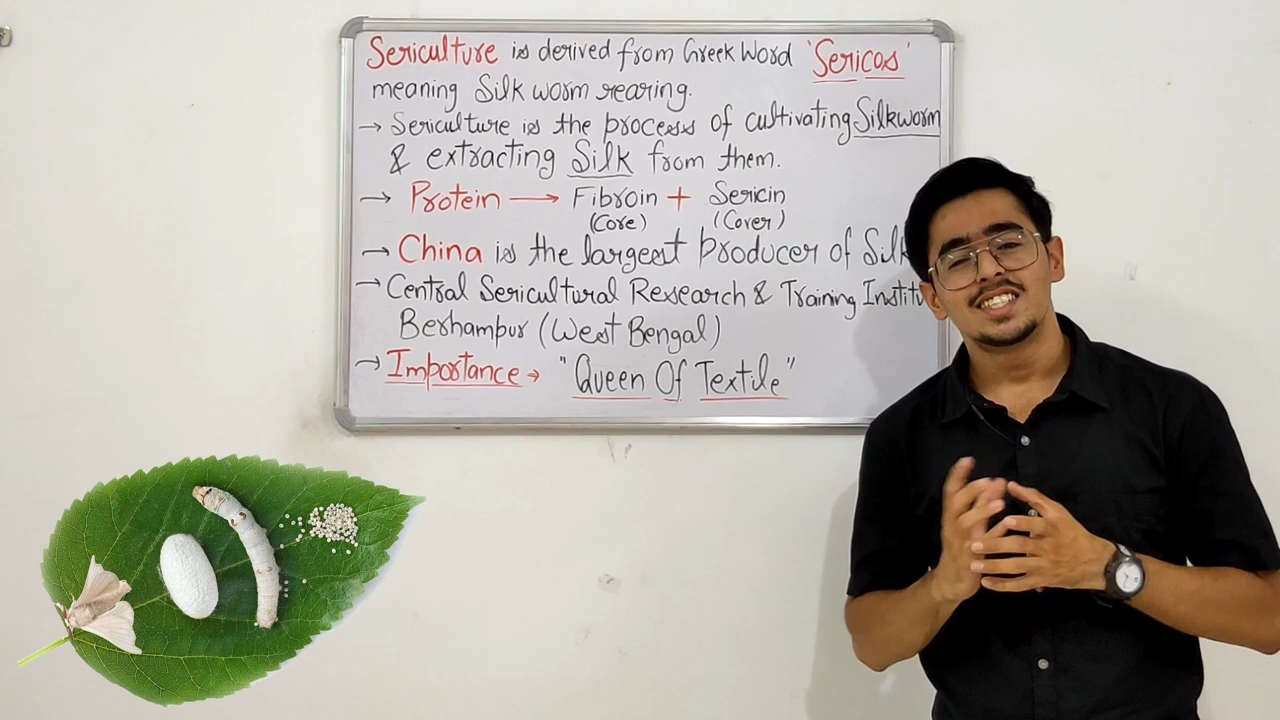 Sericulture is derived from Greek Word 'Sericos'
meaning Silk worm rearing.
→ Sericulture is the process of cultivating Silkworm
& extracting Silk from them.
→ Protein → Fibroin + Sericin
(Core) (Cover)
→ China is the largest producer of Silk
→ Central Sericultural Research & Training
Berhampur (West Bengal)
→ Importance → "Queen Of Textile"